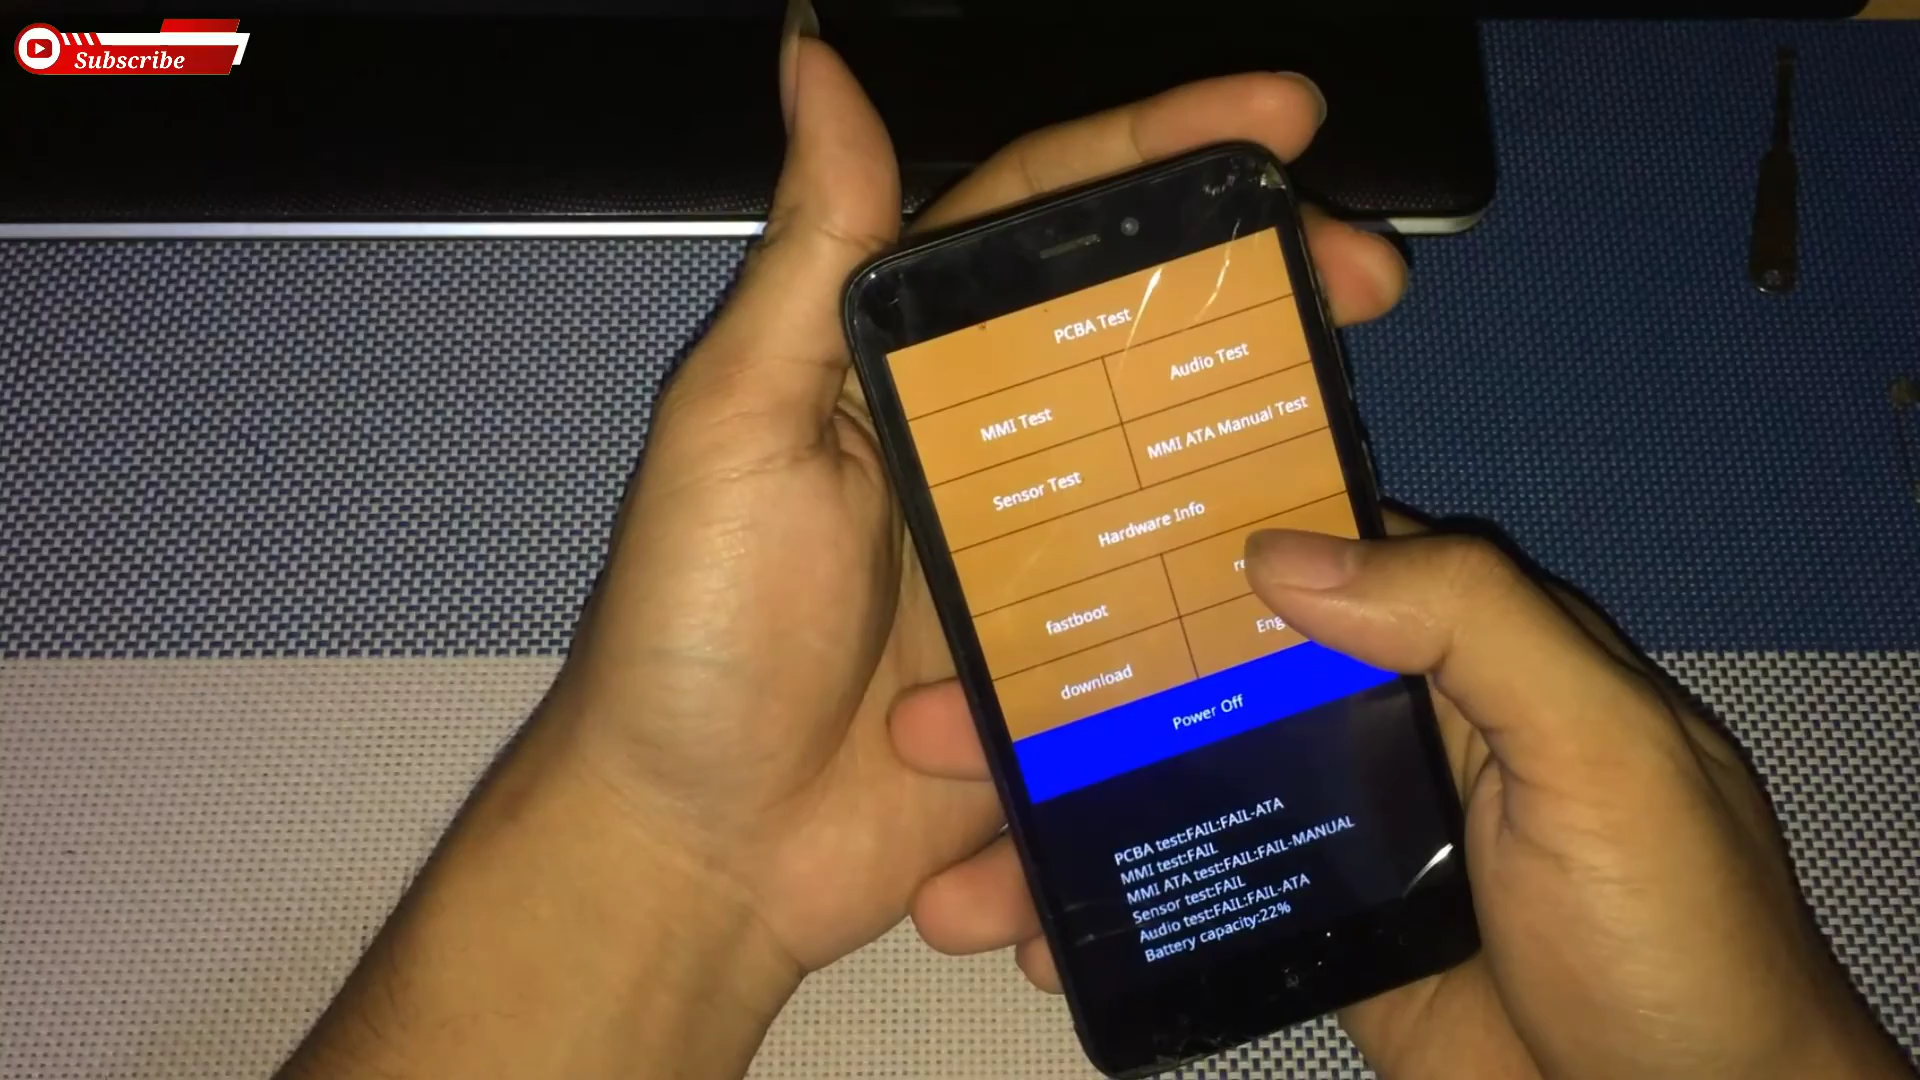 Subscribe
PCBA Test
MMI Test
Audio Test
Sensor Test
MMI ATA Manual Test
Hardware Info
fastboot
download
Power Off
PCBA test:FAIL:FAIL-ATA
MMI test:FAIL
MMI ATA test:FAIL:FAIL-MANUAL
Sensor test:FAIL
Audio test:FAIL:FAIL-ATA
Battery capacity:22%